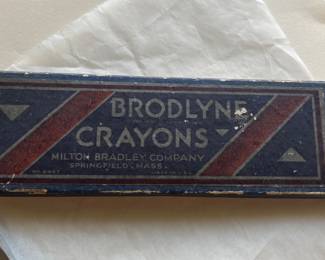 BRODLYNE
CRAYONS
MILTON BRADLEY COMPANY
SPRINGFIELD, MASS.